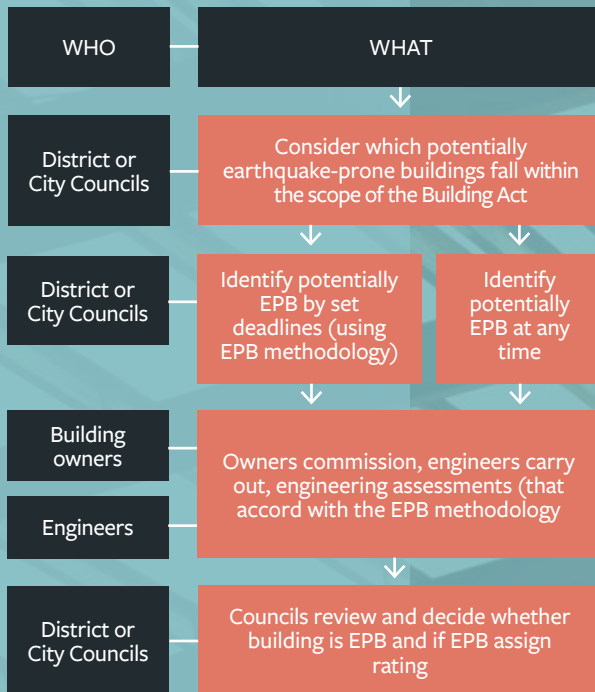 WHO
WHAT
District or
City Councils
Consider which potentially
earthquake-prone buildings fall within
the scope of the Building Act
District or
City Councils
Identify potentially
EPB by set
deadlines (using
EPB methodology)
Identify
potentially
EPB at any
time
Building
owners
Engineers
Owners commission, engineers carry
out, engineering assessments (that
accord with the EPB methodology
District or
City Councils
Councils review and decide whether
building is EPB and if EPB assign
rating